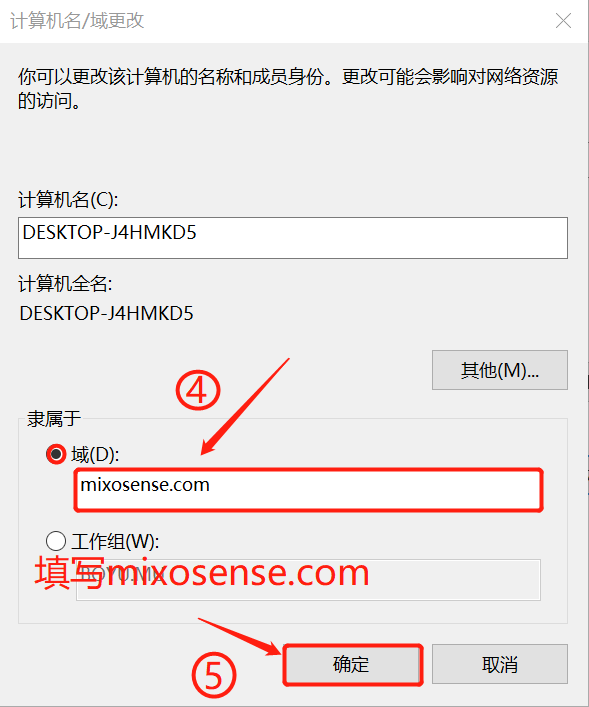 计算机名/域更改
你可以更改该计算机的名称和成员身份。更改可能会影响对网络资源
的访问。
计算机名(C):
DESKTOP-J4HMKD5
计算机全名:
DESKTOP-J4HMKD5
④
其他(M)...
隶属于
域(D):
mixosense.com
工作组(W):
填写mixosense.com
⑤
确定
取消